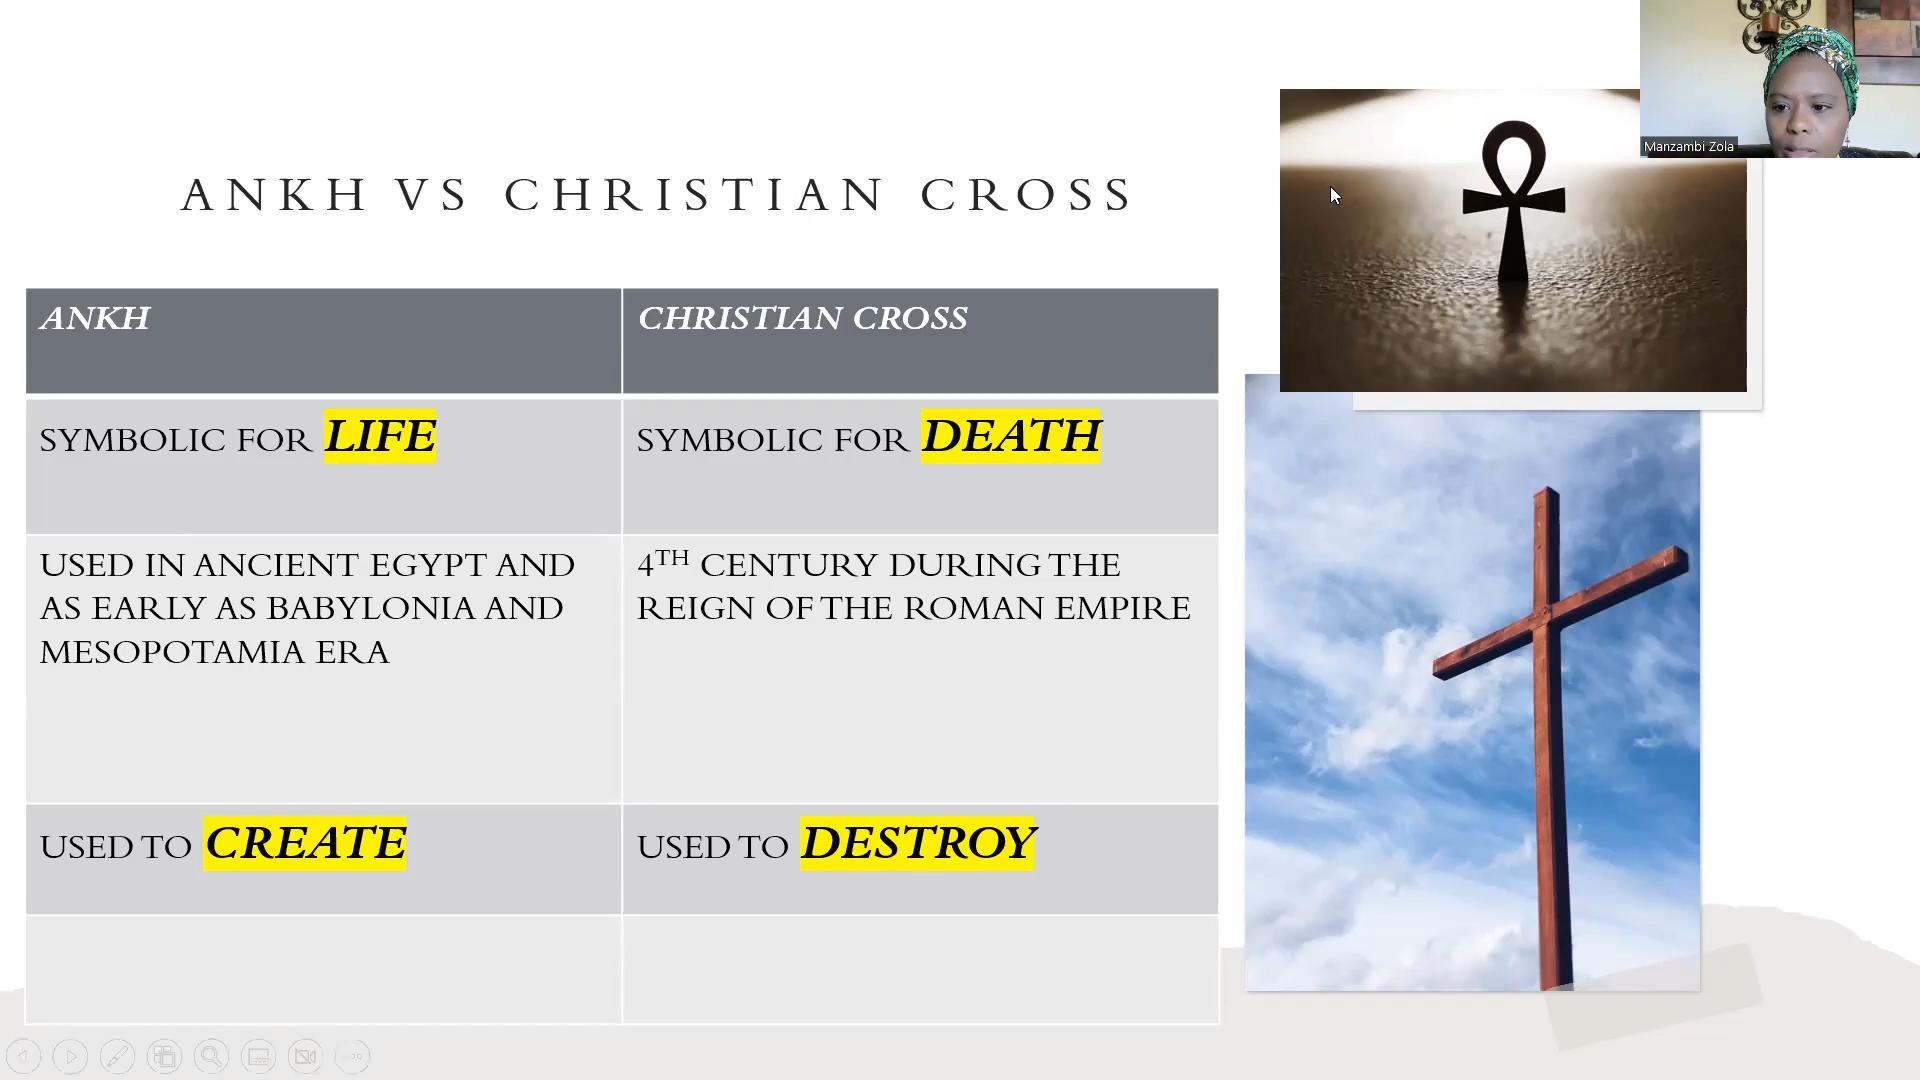 ANKH VS CHRISTIAN CROSS
Manzambi Zola
ANKH
CHRISTIAN CROSS
SYMBOLIC FOR LIFE
SYMBOLIC FOR DEATH
USED IN ANCIENT EGYPT AND
AS EARLY AS BABYLONIA AND
MESOPOTAMIA ERA
4TH CENTURY DURING THE
REIGN OF THE ROMAN EMPIRE
USED TO CREATE
USED TO DESTROY